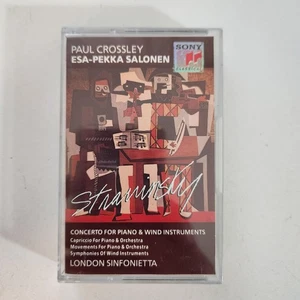 PAUL CROSSLEY
ESA-PEKKA SALONEN
SONY
CLASSICAL
Stravinsky
CONCERTO FOR PIANO & WIND INSTRUMENTS
Capriccio For Piano & Orchestra
Movements For Piano & Orchestra
Symphonies Of Wind Instruments
LONDON SINFONIETTA